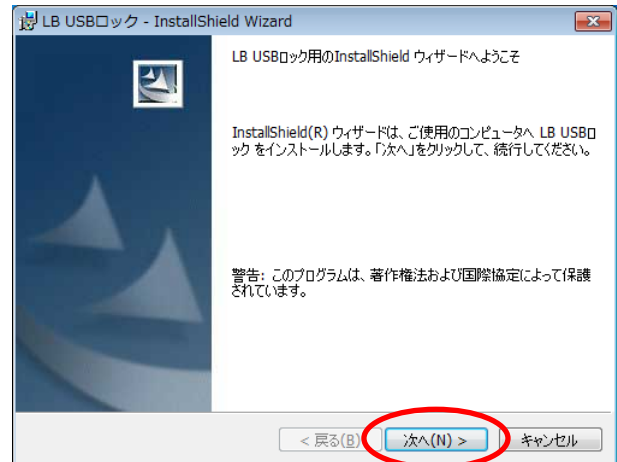 LB USBロック - InstallShield Wizard
LB USBロック用のInstallShield ウィザードへようこそ
InstallShield(R) ウィザードは、ご使用のコンピュータへ LB USBロ
ック をインストールします。「次へ」をクリックして、続行してください。
警告: このプログラムは、著作権法および国際協定によって保護
されています。
< 戻る(B) 次へ(N) > キャンセル